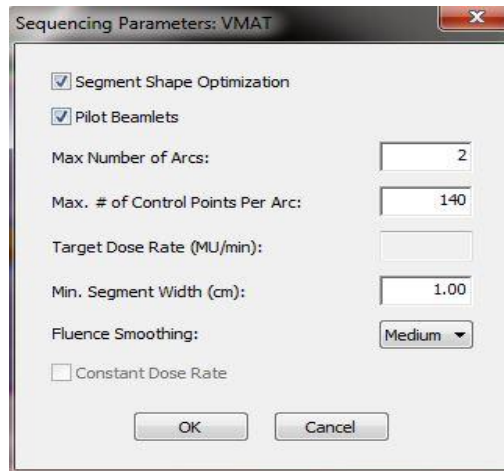 Sequencing Parameters: VMAT
Segment Shape Optimization
Pilot Beamlets
Max Number of Arcs: 2
Max. # of Control Points Per Arc: 140
Target Dose Rate (MU/min):
Min. Segment Width (cm): 1.00
Fluence Smoothing: Medium
Constant Dose Rate
OK Cancel